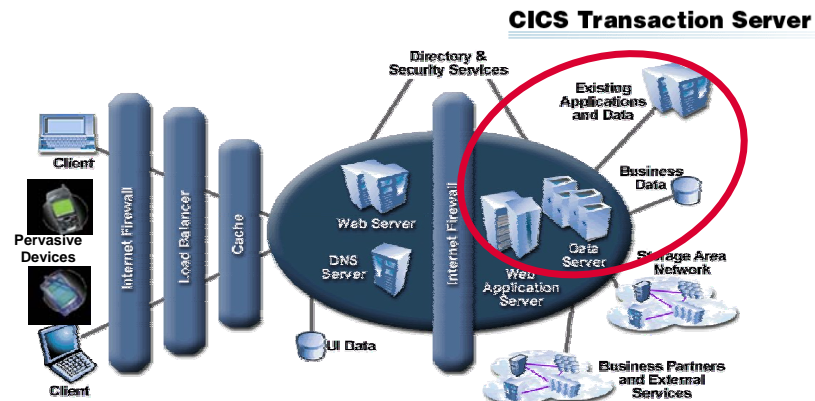 CICS Transaction Server
Directory &
Security Services
Existing
Applications
and Data
Client
Internet Firewall
Load Balancer
Cache
Web Server
Internet Firewall
Business
Data
Pervasive
Devices
DNS
Server
Data
Server
Web
Application
Server
Storage Area
Network
UI Data
Client
Business Partners
and External
Services